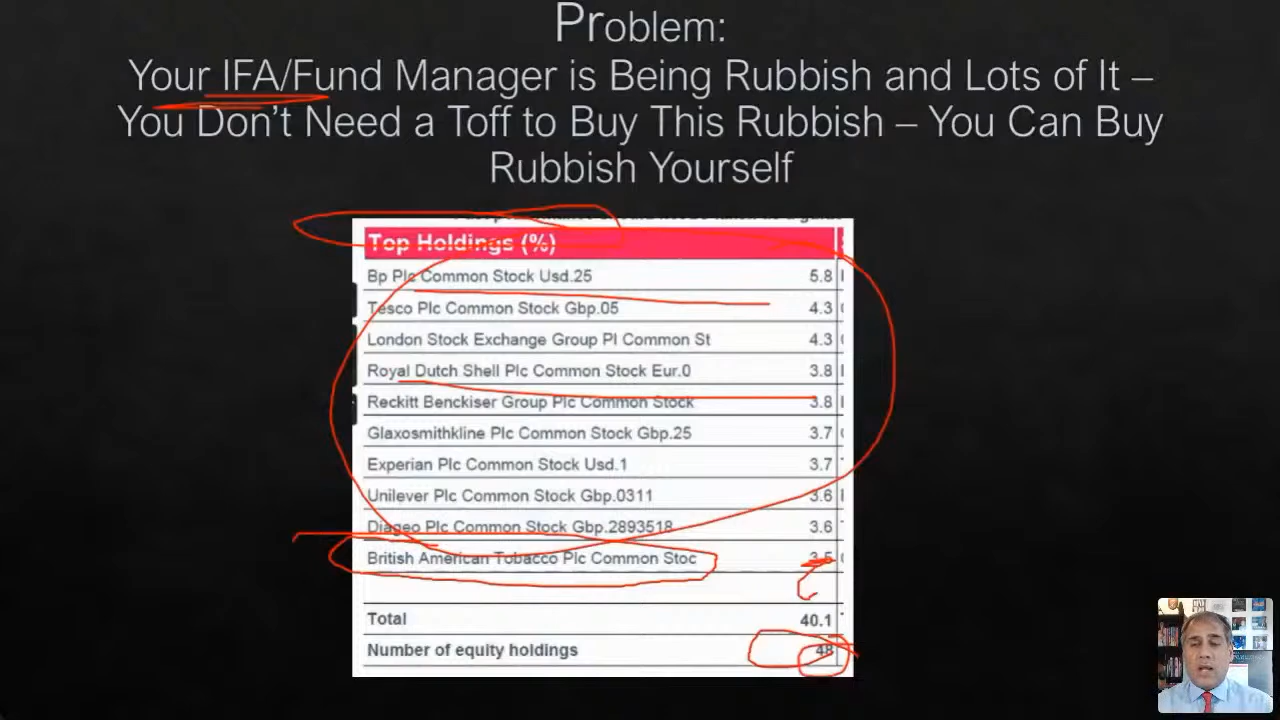 Problem:
Your IFA/Fund Manager is Being Rubbish and Lots of It –
You Don't Need a Toff to Buy This Rubbish – You Can Buy
Rubbish Yourself
Top Holdings (%)
Bp Plc Common Stock Usd.25 5.8
Tesco Plc Common Stock Gbp.05 4.3
London Stock Exchange Group Pl Common St 4.3
Royal Dutch Shell Plc Common Stock Eur.0 3.8
Reckitt Benckiser Group Plc Common Stock 3.8
Glaxosmithkline Plc Common Stock Gbp.25 3.7
Experian Plc Common Stock Usd.1 3.7
Unilever Plc Common Stock Gbp.0311 3.6
Diageo Plc Common Stock Gbp.2893518 3.6
British American Tobacco Plc Common Stoc 3.5
Total 40.1
Number of equity holdings 48